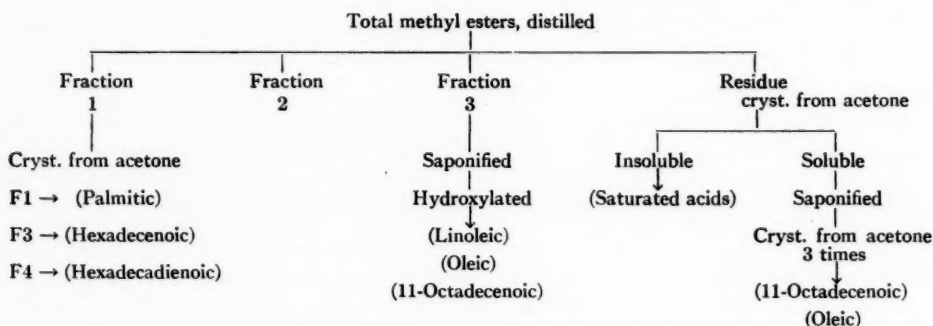 Total methyl esters, distilled
Fraction Fraction Fraction Residue
1 2 3 cryst. from acetone
Cryst. from acetone Saponified Insoluble Soluble
F1 → (Palmitic) Hydroxylated (Saturated acids) Saponified
F3 → (Hexadecenoic) (Linoleic) Cryst. from acetone
(Oleic) 3 times
F4 → (Hexadecadienoic) (11-Octadecenoic) (11-Octadecenoic)
(Oleic)